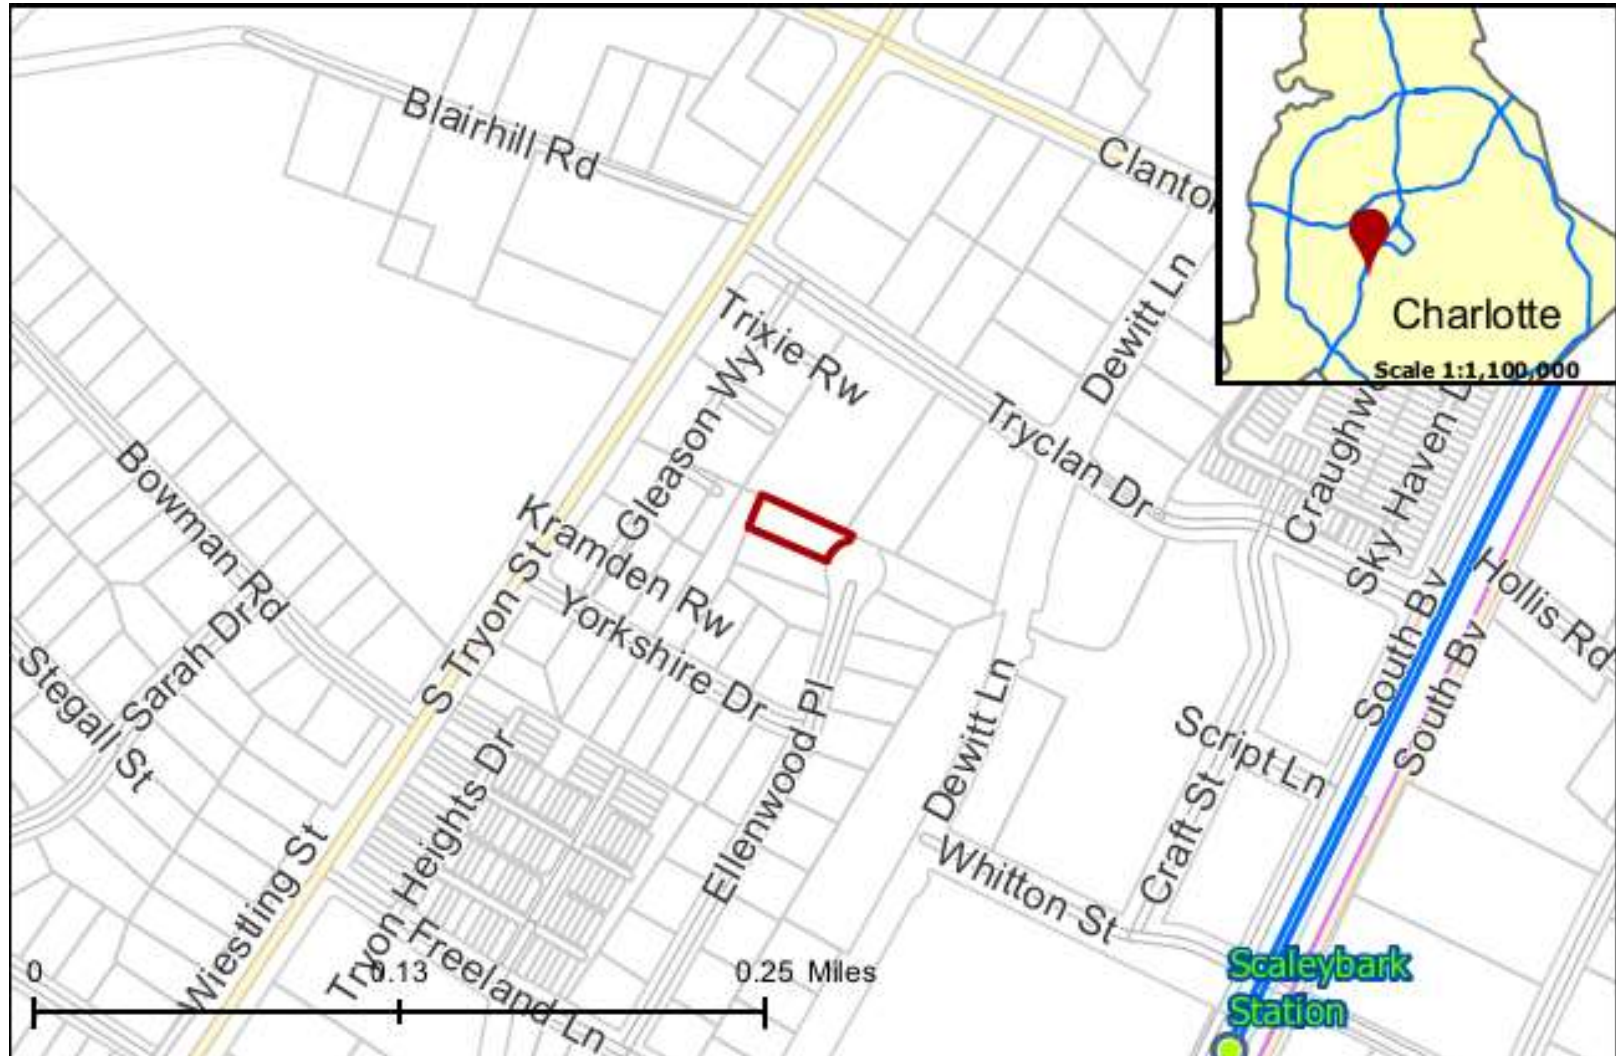 Blairhill Rd
Clanto
Charlotte
Scale 1:1,100,000
Trixie Rw
Dewitt Ln
Gleason Wy
Tryclan Dr
Craughwe
Sky Haven D
Bowman Rd
Kramden Rw
S Tryon St
Yorkshire Dr
Hollis Rd
Sarah Dr
Stegall St
South Bv
South Bv
Ellenwood Pl
Dewitt Ln
Script Ln
Craft St
Tryon Heights Dr
Wiestling St
Whitton St
Freeland Ln
0
0.13
0.25 Miles
Scaleybark
Station